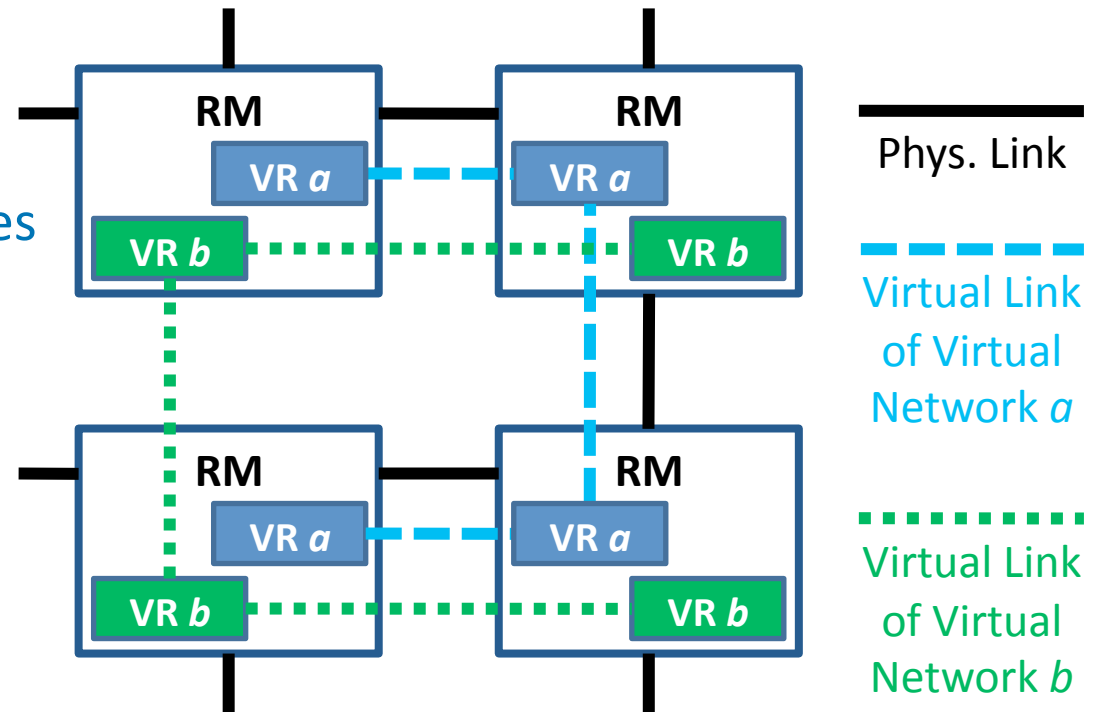 RM
RM
VR a
VR a
es
VR b
VR b
RM
RM
VR a
VR a
VR b
VR b
Phys. Link
Virtual Link
of Virtual
Network a
Virtual Link
of Virtual
Network b